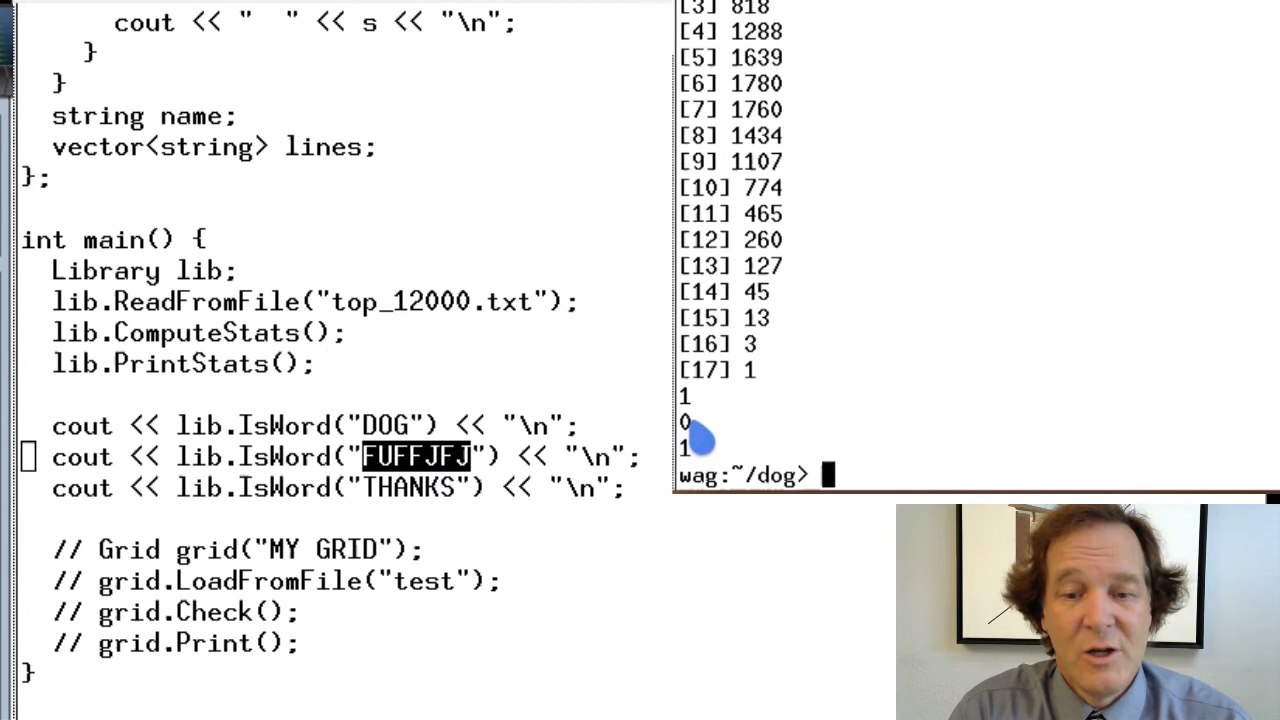 cout << "  " << s << "\n";
}
}
string name;
vector<string> lines;
};
int main() {
Library lib;
lib.ReadFromFile("top_12000.txt");
lib.ComputeStats();
lib.PrintStats();
cout << lib.IsWord("DOG") << "\n";
cout << lib.IsWord("FUFFJFJ") << "\n";
cout << lib.IsWord("THANKS") << "\n";
// Grid grid("MY GRID");
// grid.LoadFromFile("test");
// grid.Check();
// grid.Print();
}
[3] 818
[4] 1288
[5] 1639
[6] 1780
[7] 1760
[8] 1434
[9] 1107
[10] 774
[11] 465
[12] 260
[13] 127
[14] 45
[15] 13
[16] 3
[17] 1
1
0
1
wag:~/dog>